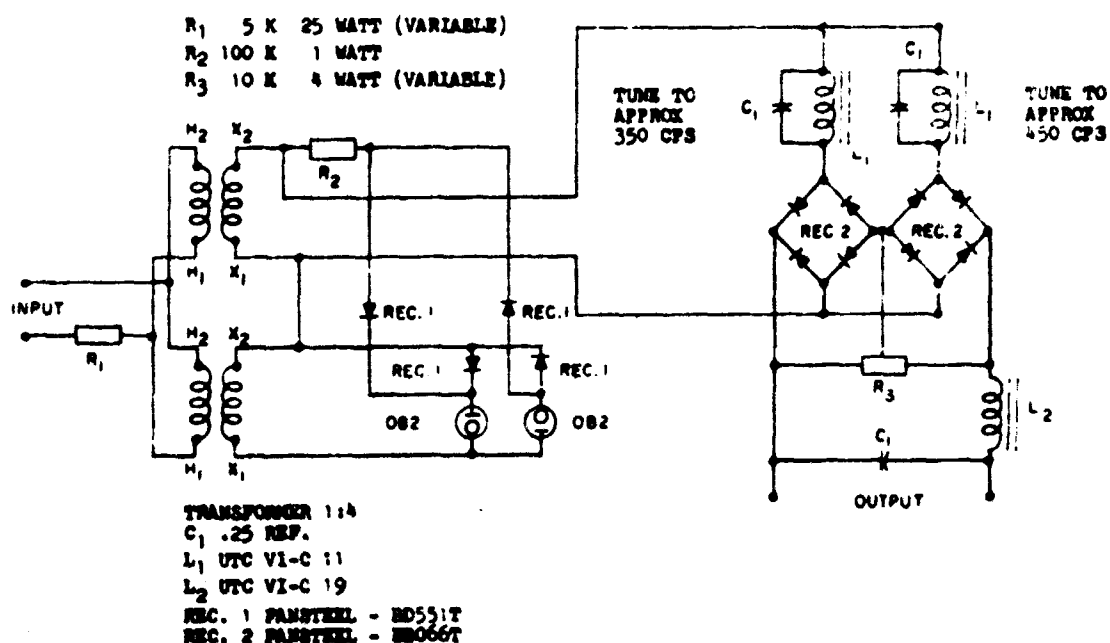 R1 5 K 25 WATT (VARIABLE)
R2 100 K 1 WATT
R3 10 K 4 WATT (VARIABLE)
C1
TUNE TO
APPROX
350 CPS
C1
L1
L1
TUNE TO
APPROX
450 CPS
H2 X2
R2
REC. 2
REC. 2
H1 X1
INPUT
R1
REC. 1
REC. 1
H2 X2
REC. 1
REC. 1
R3
L2
OB2
OB2
C1
H1 X1
OUTPUT
TRANSFORMER 1:4
C1 .25 REF.
L1 UTC VI-C 11
L2 UTC VI-C 19
REC. 1 FANSTEEL -
REC. 2 FANSTEEL -